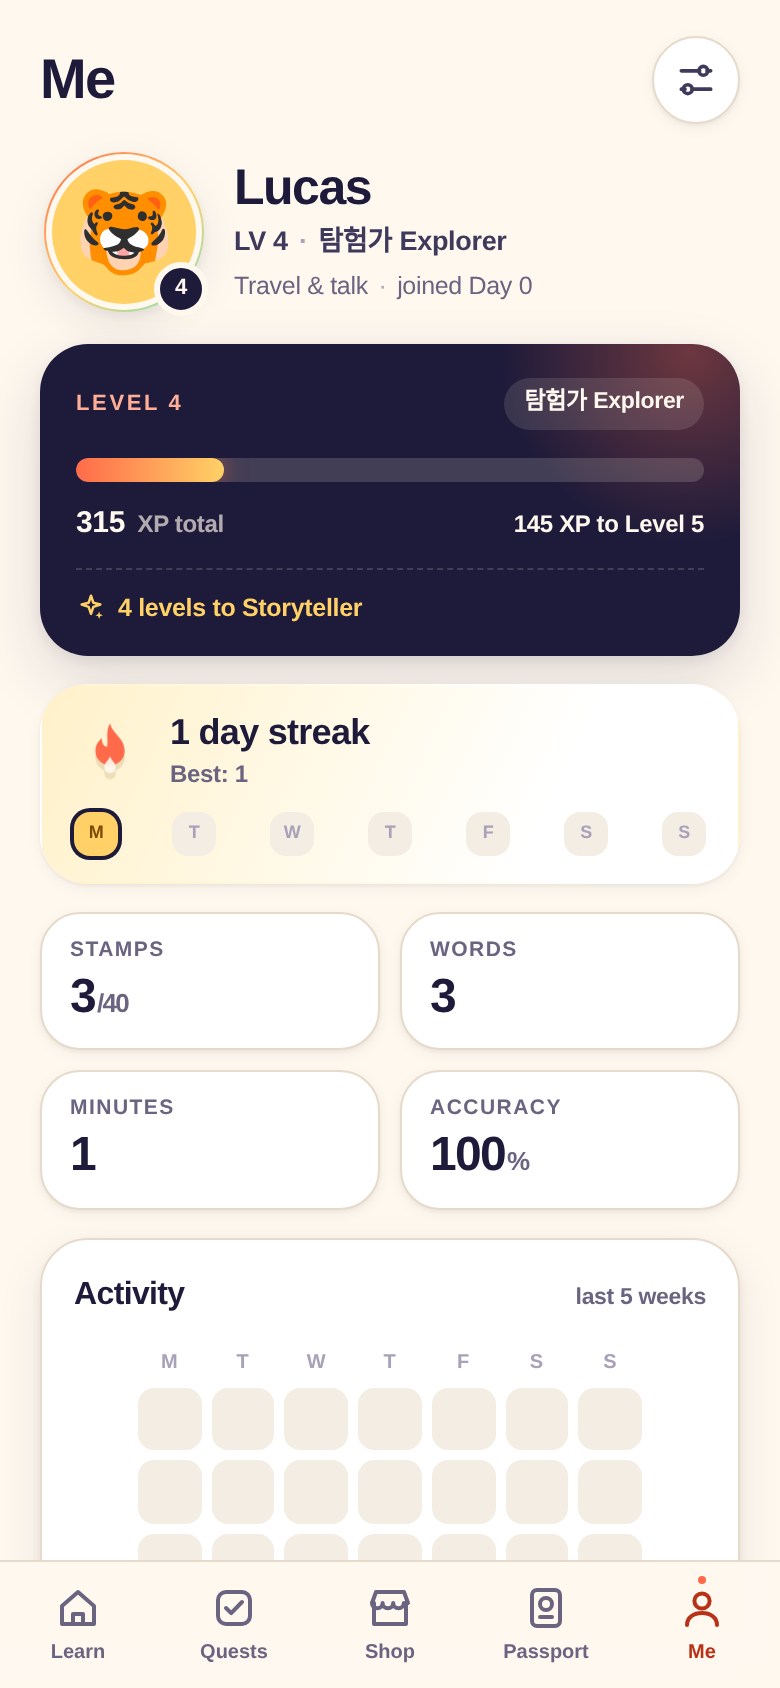 Me
Lucas
LV 4 · 탐험가 Explorer
4
Travel & talk · joined Day 0
LEVEL 4
탐험가 Explorer
315 XP total
145 XP to Level 5
4 levels to Storyteller
1 day streak
Best: 1
M T W T F S S
STAMPS
3/40
WORDS
3
MINUTES
1
ACCURACY
100%
Activity
last 5 weeks
M T W T F S S
Learn
Quests
Shop
Passport
Me